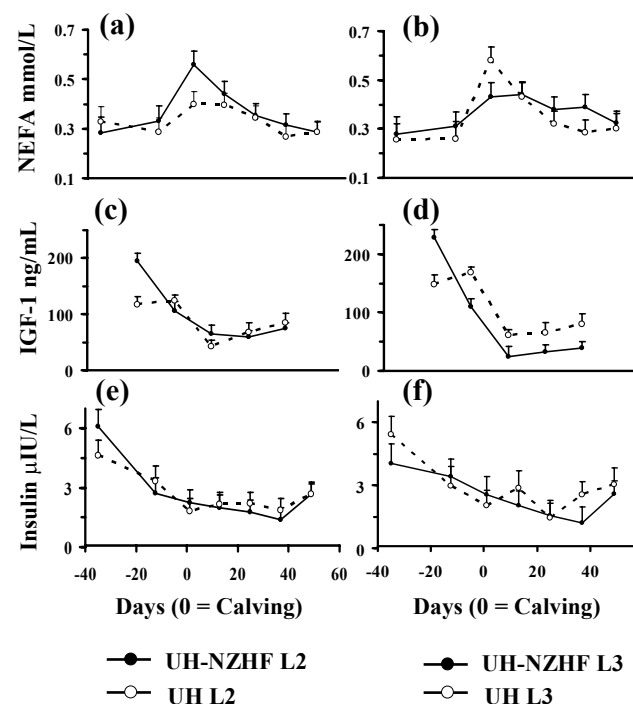 (a) (b)
NEFA mmol/L
0.7 0.7
0.5 0.5
0.3 0.3
0.1 0.1
(c) (d)
IGF-1 ng/mL
200 200
100 100
0 0
(e) (f)
Insulin µIU/L
6 6
3 3
0 0
-40 -20 0 20 40 60 -40 -20 0 20 40
Days (0 = Calving) Days (0 = Calving)
UH-NZHF L2 UH-NZHF L3
UH L2 UH L3